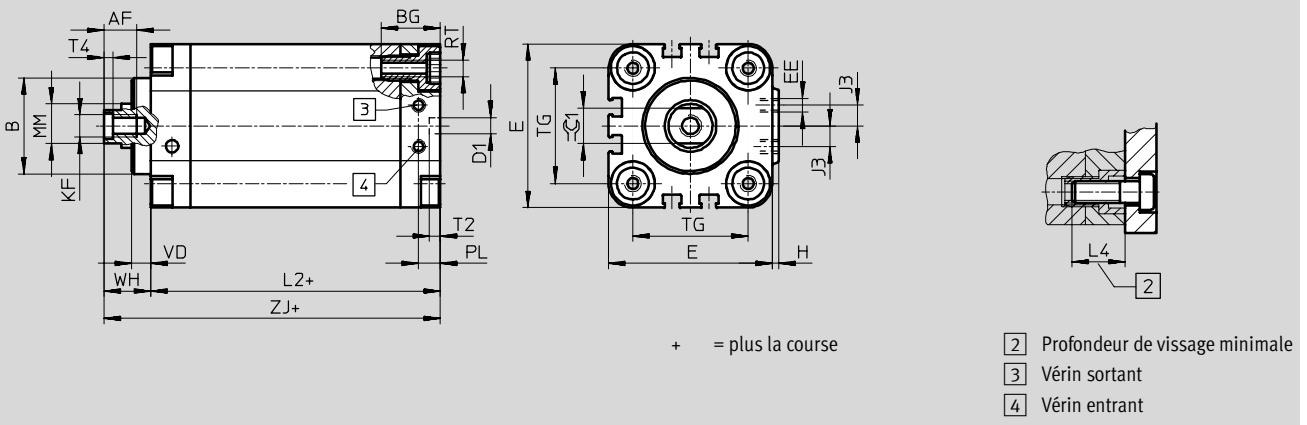 AF
T4
BG
RT
B
MM
KF
3
4
D1
T2
VD
PL
WH
L2+
ZJ+
E
TG
=C1
EE
J3
J3
TG
E
H
+ = plus la course
L4
2
2 Profondeur de vissage minimale
3 Vérin sortant
4 Vérin entrant